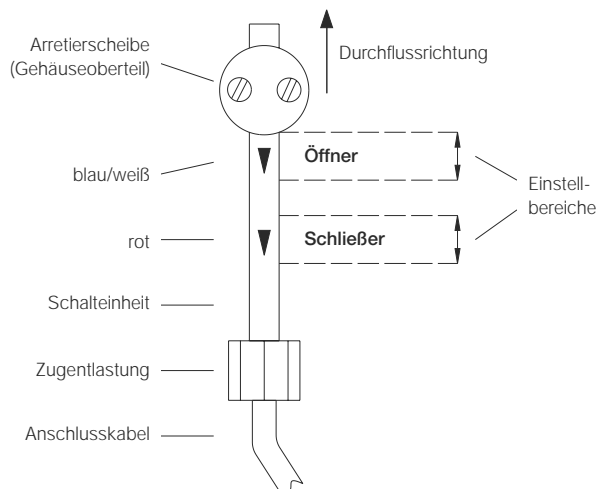 Arretierscheibe
(Gehäuseoberteil)
Durchflussrichtung
Öffner
blau/weiß
Einstell-
bereiche
rot
Schließer
Schalteinheit
Zugentlastung
Anschlusskabel